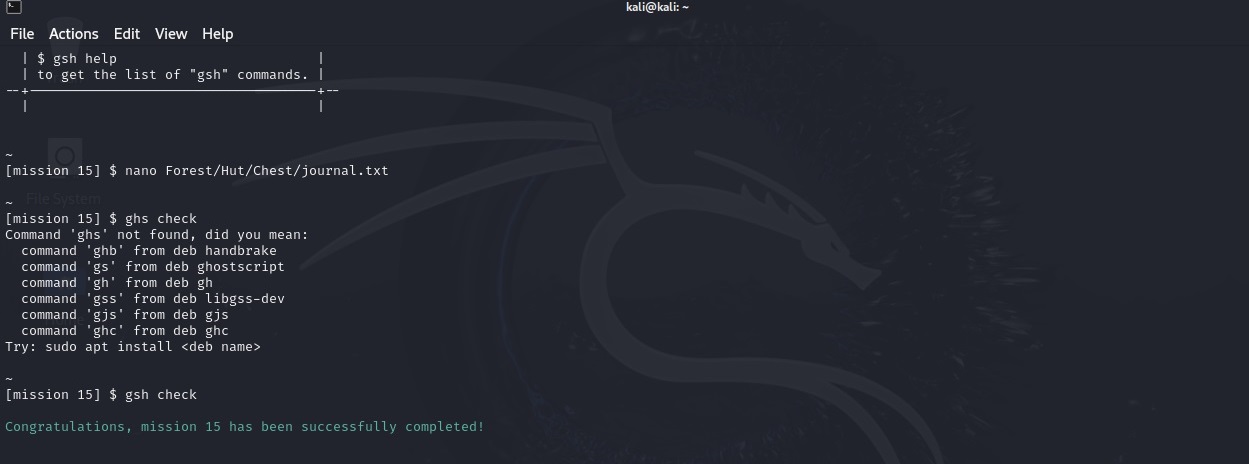 kali@kali: ~
File Actions Edit View Help
| $ gsh help |
| to get the list of "gsh" commands. |
--+————————————————————————————————————+--
| |
~
[mission 15] $ nano Forest/Hut/Chest/journal.txt
File System
~
[mission 15] $ ghs check
Command 'ghs' not found, did you mean:
command 'ghb' from deb handbrake
command 'gs' from deb ghostscript
command 'gh' from deb gh
command 'gss' from deb libgss-dev
command 'gjs' from deb gjs
command 'ghc' from deb ghc
Try: sudo apt install <deb name>
~
[mission 15] $ gsh check
Congratulations, mission 15 has been successfully completed!